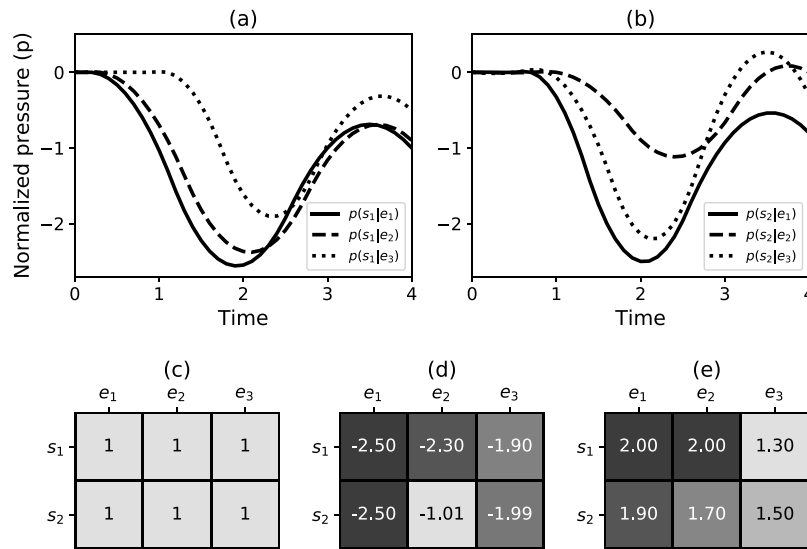 (a)
Normalized pressure (p)
0
−1
−2
p(s₁|e₁)
p(s₁|e₂)
p(s₁|e₃)
0 1 2 3 4
Time
(b)
0
−1
−2
p(s₂|e₁)
p(s₂|e₂)
p(s₂|e₃)
0 1 2 3 4
Time
(c)
e₁ e₂ e₃
s₁ 1 1 1
s₂ 1 1 1
(d)
e₁ e₂ e₃
s₁ -2.50 -2.30 -1.90
s₂ -2.50 -1.01 -1.99
(e)
e₁ e₂ e₃
s₁ 2.00 2.00 1.30
s₂ 1.90 1.70 1.50